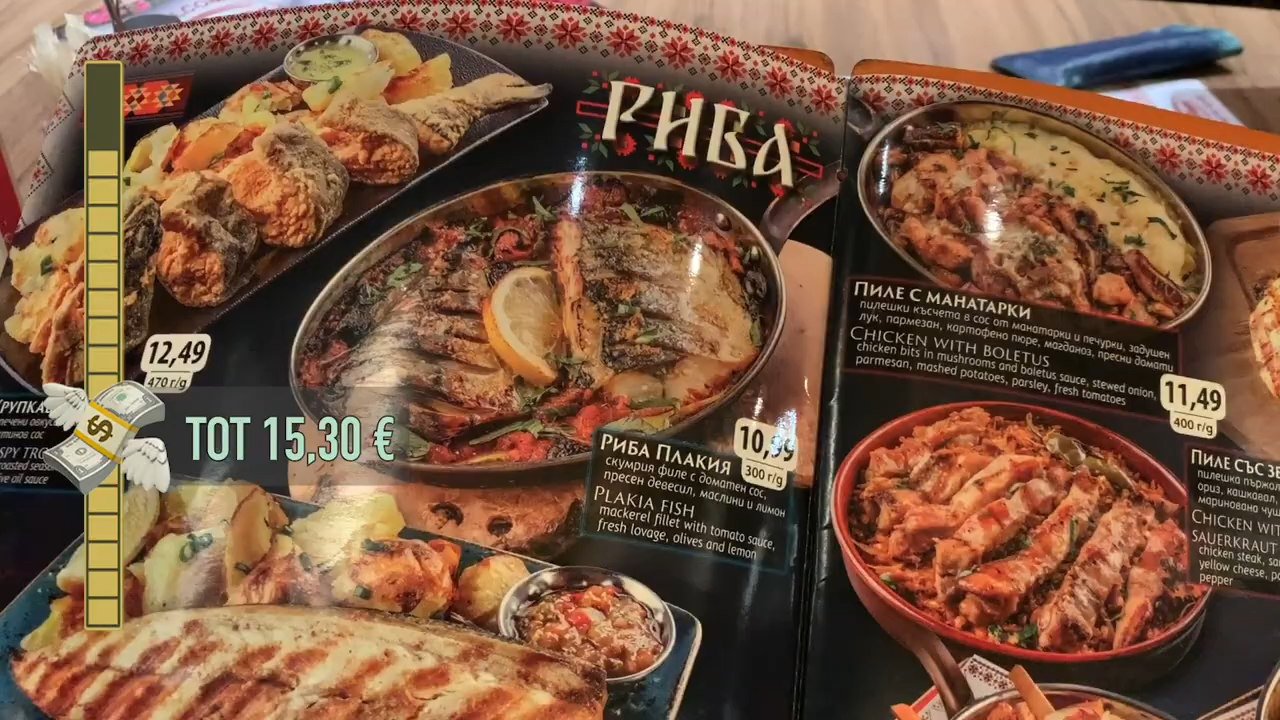 РИБА
12,49
470 г/g
TOT 15,30 €
РИБА ПЛАКИЯ
скумрия филе с доматен сос,
пресен девесил, маслини и лимон
PLAKIA FISH
mackerel fillet with tomato sauce,
fresh lovage, olives and lemon
10,99
300 г/g
ПИЛЕ С МАНАТАРКИ
пилешки късчета в сос от манатарки и печурки, задушен
лук, пармезан, картофено пюре, магданоз, пресни домати
CHICKEN WITH BOLETUS
chicken bits in mushrooms and boletus sauce, stewed onion,
parmesan, mashed potatoes, parsley, fresh tomatoes
11,49
400 г/g
ПИЛЕ СЪС
ориз, кашкавал
CHICKEN
SAUERKRAUT
chicken steak,
yellow cheese,
pepper